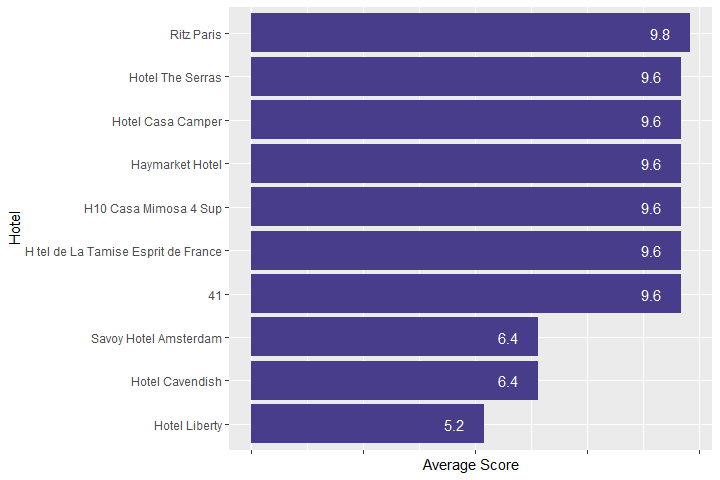 Ritz Paris
9.8
Hotel The Serras
9.6
Hotel Casa Camper
9.6
Haymarket Hotel
9.6
H10 Casa Mimosa 4 Sup
9.6
H tel de La Tamise Esprit de France
9.6
41
9.6
Savoy Hotel Amsterdam
6.4
Hotel Cavendish
6.4
Hotel Liberty
5.2
Hotel
Average Score